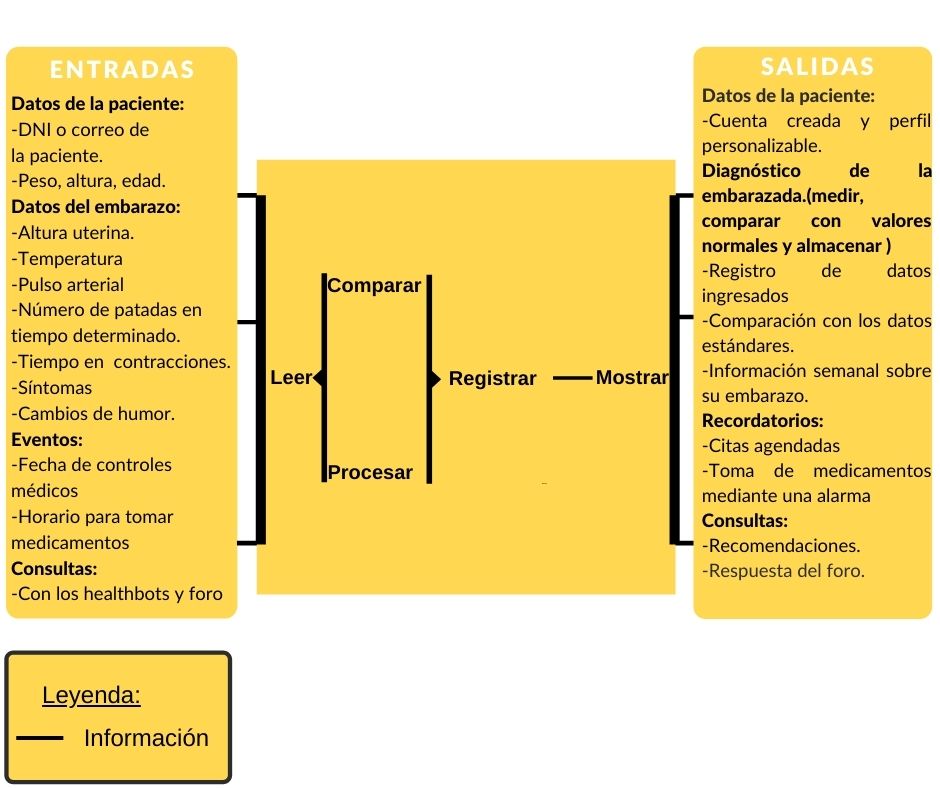 ENTRADAS
Datos de la paciente:
-DNI o correo de
la paciente.
-Peso, altura, edad.
Datos del embarazo:
-Altura uterina.
-Temperatura
-Pulso arterial
-Número de patadas en
tiempo determinado.
-Tiempo en contracciones.
-Síntomas
-Cambios de humor.
Eventos:
-Fecha de controles
médicos
-Horario para tomar
medicamentos
Consultas:
-Con los healthbots y foro
Leer
Comparar
Procesar
Registrar
Mostrar
SALIDAS
Datos de la paciente:
-Cuenta creada y perfil
personalizable.
Diagnóstico de la
embarazada.(medir,
comparar con valores
normales y almacenar )
-Registro de datos
ingresados
-Comparación con los datos
estándares.
-Información semanal sobre
su embarazo.
Recordatorios:
-Citas agendadas
-Toma de medicamentos
mediante una alarma
Consultas:
-Recomendaciones.
-Respuesta del foro.
Leyenda:
Información